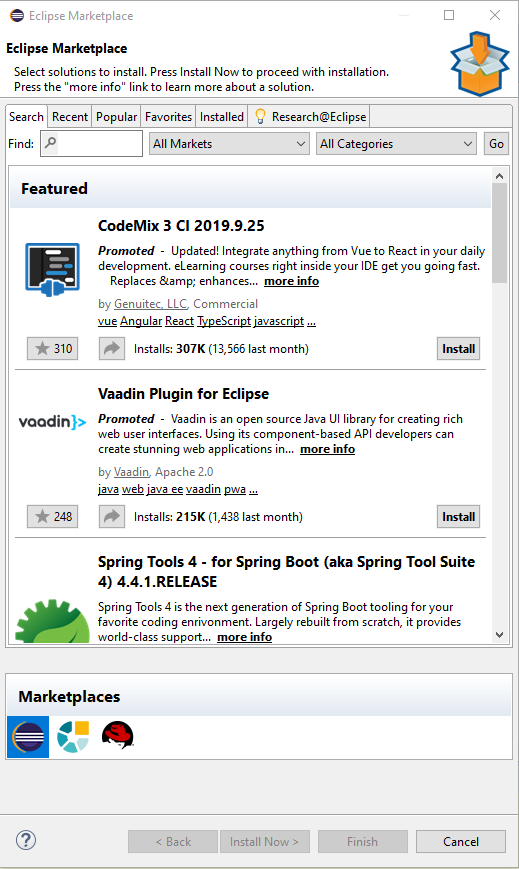 Eclipse Marketplace
Eclipse Marketplace
Select solutions to install. Press Install Now to proceed with installation.
Press the "more info" link to learn more about a solution.
Search Recent Popular Favorites Installed Research@Eclipse
Find: All Markets All Categories Go
Featured
CodeMix 3 CI 2019.9.25
Promoted - Updated! Integrate anything from Vue to React in your daily
development. eLearning courses right inside your IDE get you going fast.
Replaces &amp; enhances... more info
by Genuitec, LLC, Commercial
vue Angular React TypeScript javascript ...
310 Installs: 307K (13,566 last month) Install
Vaadin Plugin for Eclipse
vaadin}>
Promoted - Vaadin is an open source Java UI library for creating rich
web user interfaces. Using its component-based API developers can
create stunning web applications in... more info
by Vaadin, Apache 2.0
java web java ee vaadin pwa ...
248 Installs: 215K (1,438 last month) Install
Spring Tools 4 - for Spring Boot (aka Spring Tool Suite
4) 4.4.1.RELEASE
Spring Tools 4 is the next generation of Spring Boot tooling for your
favorite coding enrivonment. Largely rebuilt from scratch, it provides
world-class support... more info
Marketplaces
? < Back Install Now > Finish Cancel